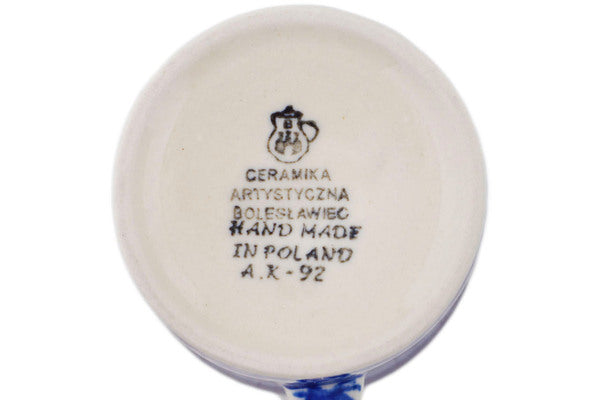 CERAMIKA
ARTYSTYCZNA
BOLESŁAWIEC
HAND MADE
IN POLAND
A.K-92